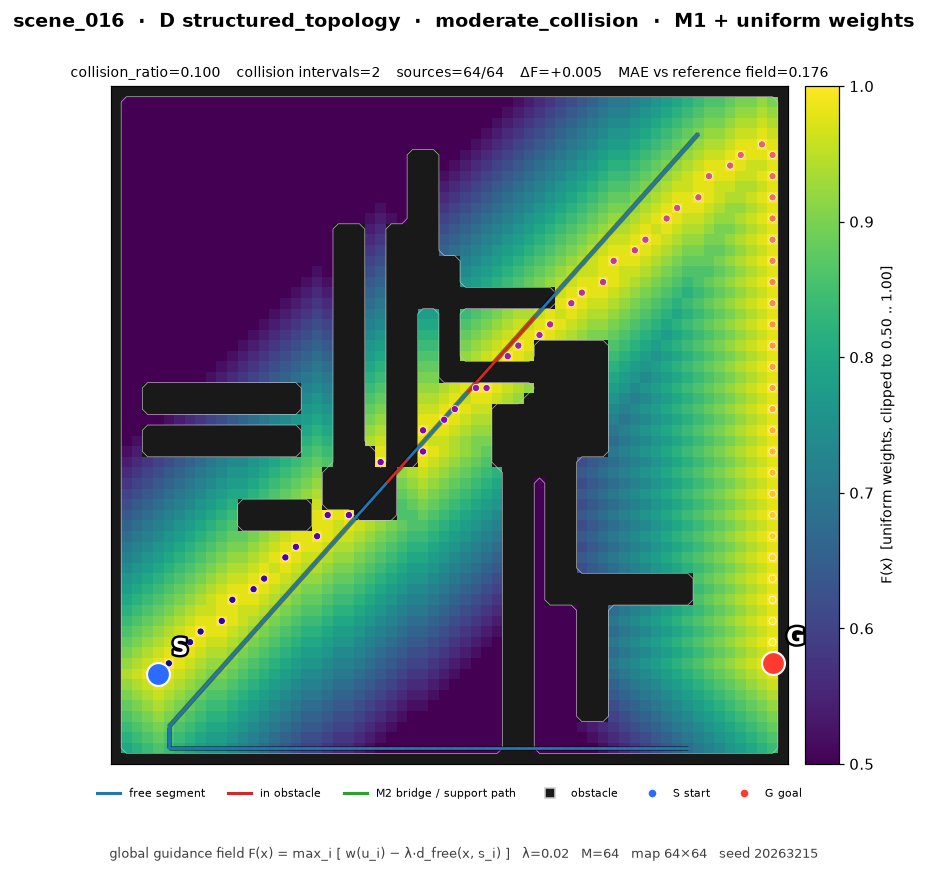 scene_016 · D structured_topology · moderate_collision · M1 + uniform weights
collision_ratio=0.100 collision intervals=2 sources=64/64 ΔF=+0.005 MAE vs reference field=0.176
1.0
0.9
0.8
0.7
0.6
0.5
F(x) [uniform weights, clipped to 0.50 .. 1.00]
S
G
free segment
in obstacle
M2 bridge / support path
obstacle
S start
G goal
global guidance field F(x) = max_i [ w(u_i) − λ·d_free(x, s_i) ] λ=0.02 M=64 map 64×64 seed 20263215